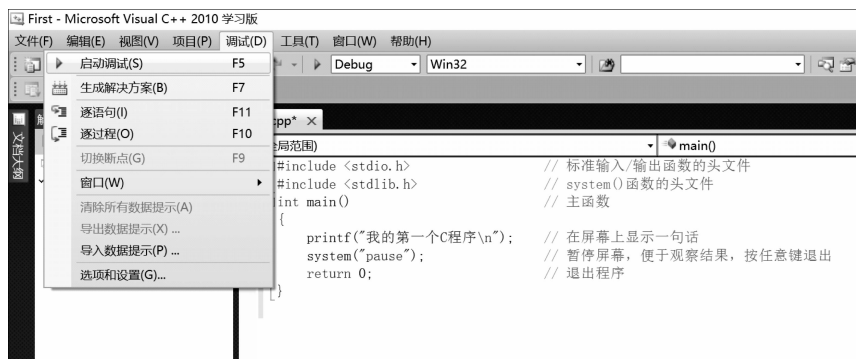 First - Microsoft Visual C++ 2010 学习版
文件(F) 编辑(E) 视图(V) 项目(P) 调试(D) 工具(T) 窗口(W) 帮助(H)
Debug Win32
启动调试(S) F5
生成解决方案(B) F7
逐语句(I) F11
逐过程(O) F10
切换断点(G) F9
窗口(W)
清除所有数据提示(A)
导出数据提示(X) ...
导入数据提示(P) ...
选项和设置(G)...
文档大纲
cpp* ×
全局范围) main()
#include <stdio.h> // 标准输入/输出函数的头文件
#include <stdlib.h> // system()函数的头文件
int main() // 主函数
{
printf("我的第一个C程序\n"); // 在屏幕上显示一句话
system("pause"); // 暂停屏幕，便于观察结果，按任意键退出
return 0; // 退出程序
}